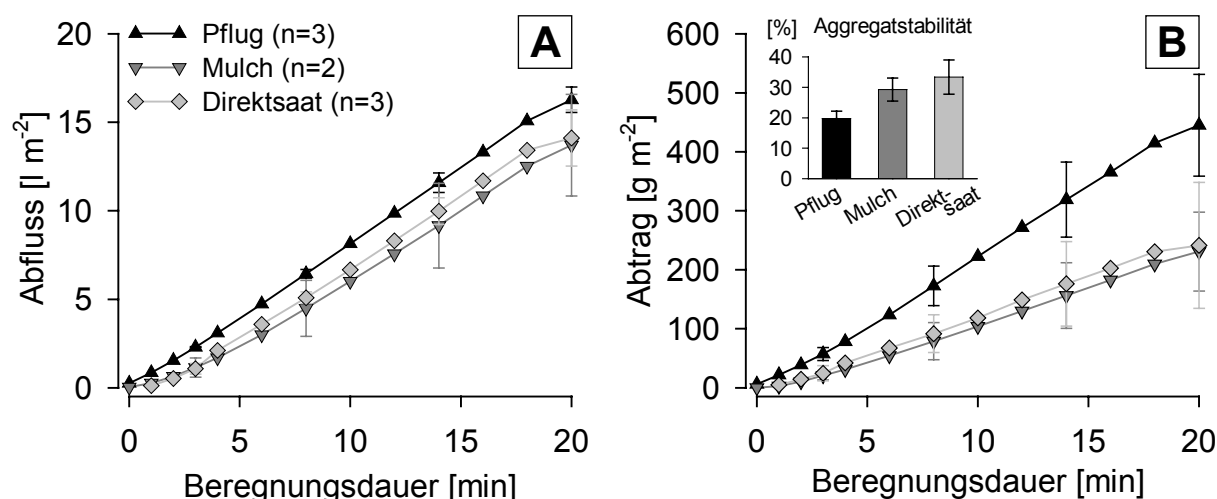 A
Abfluss [l m⁻²]
20
15
10
5
0
Pflug (n=3)
Mulch (n=2)
Direktsaat (n=3)
0 5 10 15 20
Beregnungsdauer [min]
B
Abtrag [g m⁻²]
600
500
400
300
200
100
0
[%] Aggregatstabilität
40
30
20
10
0
Pflug
Mulch
Direkt-
saat
0 5 10 15 20
Beregnungsdauer [min]